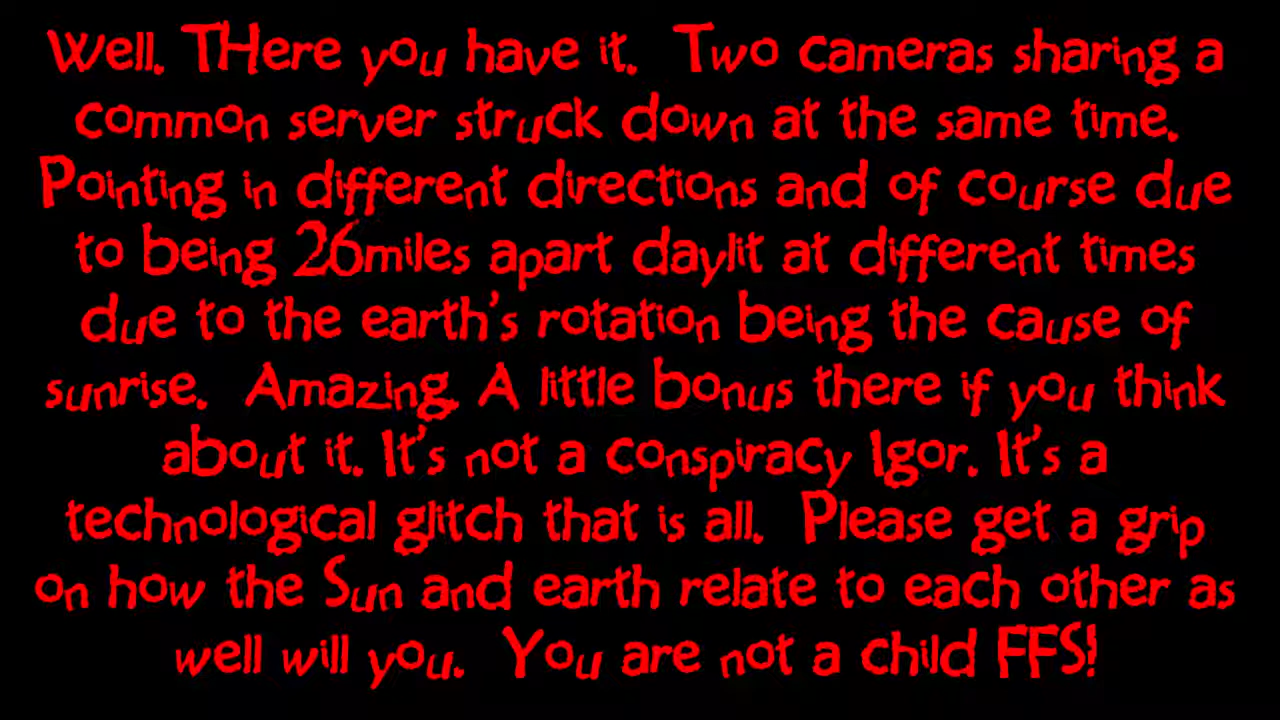 Well. THere you have it.  Two cameras sharing a
common server struck down at the same time.
Pointing in different directions and of course due
to being 26miles apart daylit at different times
due to the earth's rotation being the cause of
sunrise.  Amazing. A little bonus there if you think
about it. It's not a conspiracy Igor. It's a
technological glitch that is all.  Please get a grip
on how the Sun and earth relate to each other as
well will you.  You are not a child FFS!